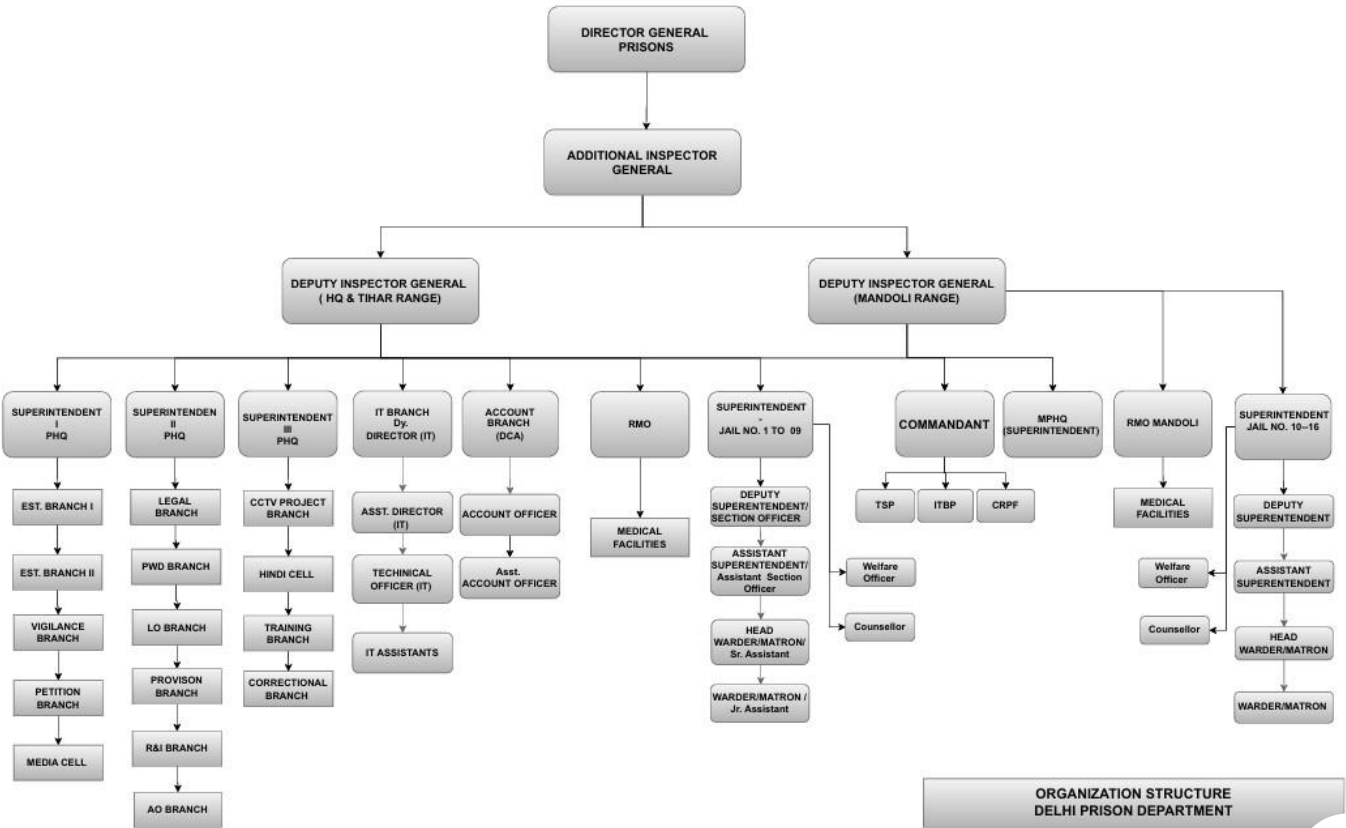 DIRECTOR GENERAL
PRISONS
ADDITIONAL INSPECTOR
GENERAL
DEPUTY INSPECTOR GENERAL
( HQ & TIHAR RANGE)
DEPUTY INSPECTOR GENERAL
(MANDOLI RANGE)
SUPERINTENDENT
I
PHQ
SUPERINTENDEN
II
PHQ
SUPERINTENDENT
III
PHQ
IT BRANCH
Dy.
DIRECTOR (IT)
ACCOUNT
BRANCH
(DCA)
RMO
SUPERINTENDENT
-
JAIL NO. 1 TO 09
COMMANDANT
MPHQ
(SUPERINTENDENT)
RMO MANDOLI
SUPERINTENDENT
JAIL NO. 10--16
EST. BRANCH I
EST. BRANCH II
VIGILANCE
BRANCH
PETITION
BRANCH
MEDIA CELL
LEGAL
BRANCH
PWD BRANCH
LO BRANCH
PROVISON
BRANCH
R&I BRANCH
AO BRANCH
CCTV PROJECT
BRANCH
HINDI CELL
TRAINING
BRANCH
CORRECTIONAL
BRANCH
ASST. DIRECTOR
(IT)
TECHINICAL
OFFICER (IT)
IT ASSISTANTS
ACCOUNT OFFICER
Asst.
ACCOUNT OFFICER
MEDICAL
FACILITIES
DEPUTY
SUPERENTENDENT/
SECTION OFFICER
ASSISTANT
SUPERENTENDENT/
Assistant Section
Officer
HEAD
WARDER/MATRON/
Sr. Assistant
WARDER/MATRON /
Jr. Assistant
Welfare
Officer
Counsellor
TSP
ITBP
CRPF
MEDICAL
FACILITIES
Welfare
Officer
Counsellor
DEPUTY
SUPERENTENDENT
ASSISTANT
SUPERENTENDENT
HEAD
WARDER/MATRON
WARDER/MATRON
ORGANIZATION STRUCTURE
DELHI PRISON DEPARTMENT